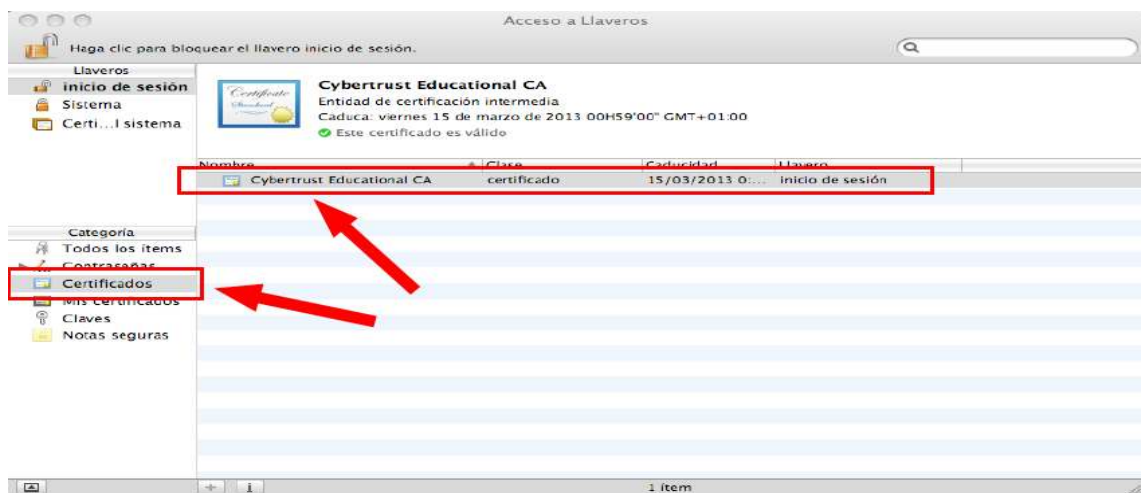 Acceso a Llaveros
Haga clic para bloquear el llavero inicio de sesión.
Llaveros
inicio de sesión
Sistema
Certi...l sistema
Certificate
Standard
Cybertrust Educational CA
Entidad de certificación intermedia
Caduca: viernes 15 de marzo de 2013 00H59'00" GMT+01:00
Este certificado es válido
Nombre Clase Caducidad Llavero
Cybertrust Educational CA certificado 15/03/2013 0:... inicio de sesión
Categoría
Todos los ítems
Contraseñas
Certificados
Mis certificados
Claves
Notas seguras
1 ítem